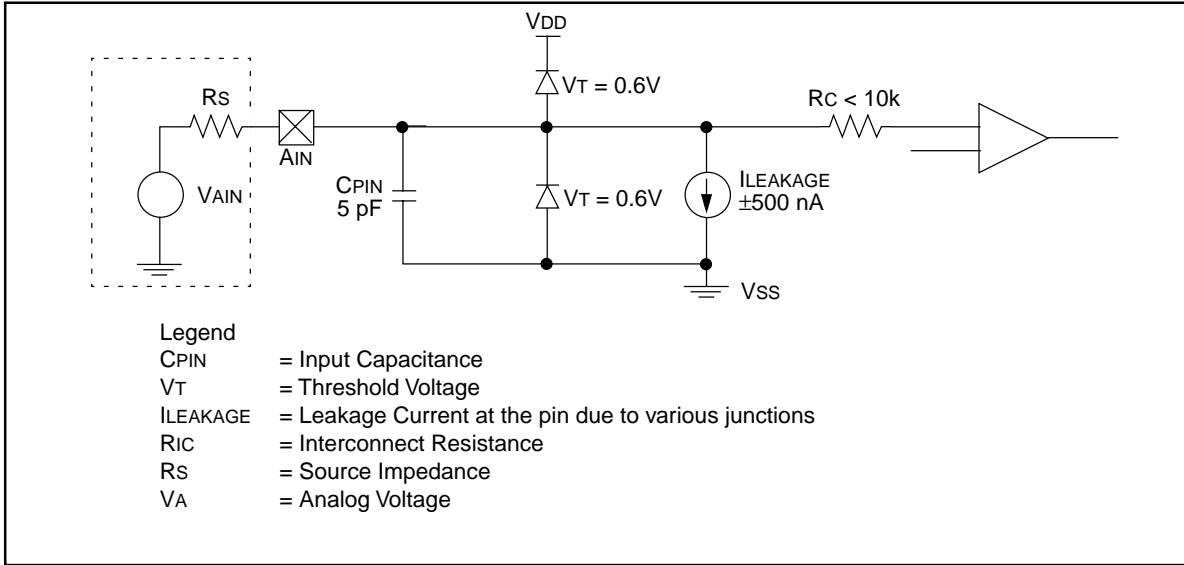 VDD
VT = 0.6V
RS
RC < 10k
AIN
VAIN
CPIN
5 pF
VT = 0.6V
ILEAKAGE
±500 nA
VSS
Legend
CPIN = Input Capacitance
VT = Threshold Voltage
ILEAKAGE = Leakage Current at the pin due to various junctions
RIC = Interconnect Resistance
RS = Source Impedance
VA = Analog Voltage